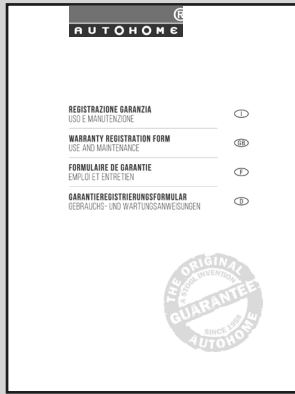 ®
AUTOHOME
REGISTRAZIONE GARANZIA
USO E MANUTENZIONE
I
WARRANTY REGISTRATION FORM
USE AND MAINTENANCE
GB
FORMULAIRE DE GARANTIE
EMPLOI ET ENTRETIEN
F
GARANTIEREGISTRIERUNGSFORMULAR
GEBRAUCHS- UND WARTUNGSANWEISUNGEN
D
THE ORIGINAL
INVENTION
GUARANTEE
SINCE 1958
AUTOHOME